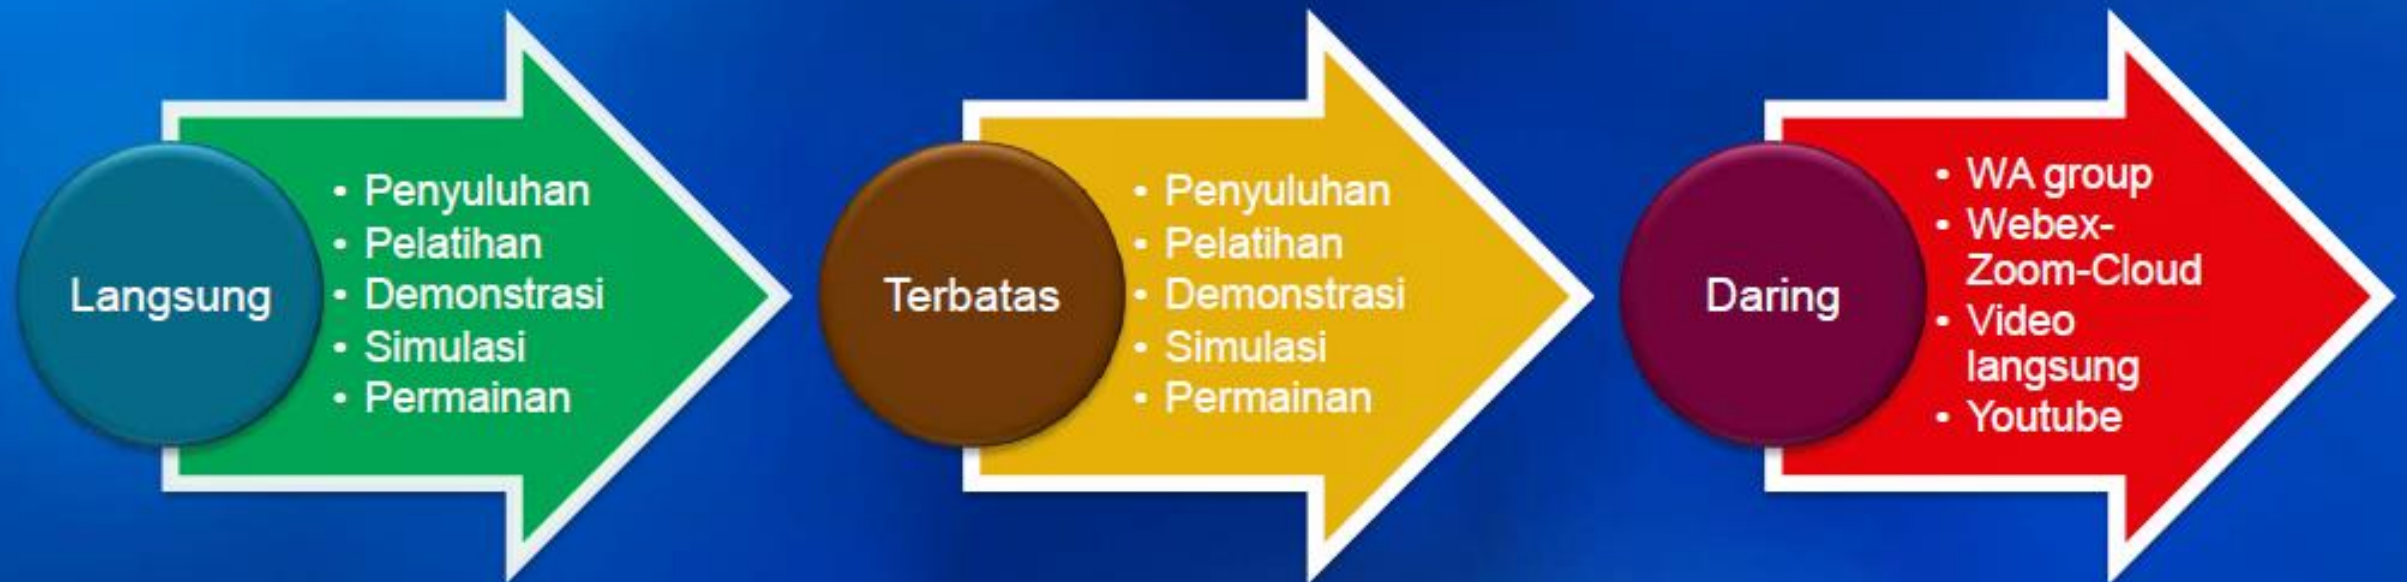 Langsung
• Penyuluhan
• Pelatihan
• Demonstrasi
• Simulasi
• Permainan
Terbatas
• Penyuluhan
• Pelatihan
• Demonstrasi
• Simulasi
• Permainan
Daring
• WA group
• Webex-
Zoom-Cloud
• Video
langsung
• Youtube